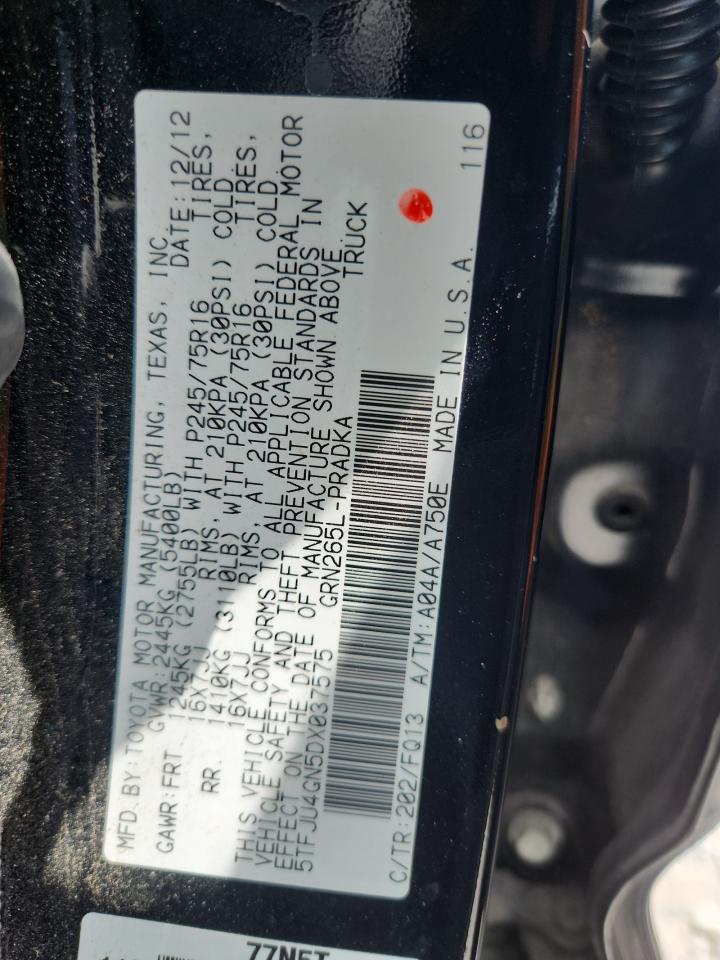 MFD. BY: TOYOTA MOTOR MANUFACTURING, TEXAS, INC.
GVWR: 2445KG (5400LB) DATE: 12/12
GAWR: FRT. 1245KG (2755LB) WITH P245/75R16 TIRES,
16X7JJ RIMS, AT 210KPA (30PSI) COLD
RR. 1410KG (3110LB) WITH P245/75R16 TIRES,
16X7JJ RIMS, AT 210KPA (30PSI) COLD
THIS VEHICLE CONFORMS TO ALL APPLICABLE FEDERAL MOTOR
VEHICLE SAFETY AND THEFT PREVENTION STANDARDS IN
EFFECT ON THE DATE OF MANUFACTURE SHOWN ABOVE
5TFJU4GN5DX037575 GRN265L-PRADKA TRUCK
C/TR: 202/FQ13 A/TM: A04A/A750E MADE IN U.S.A. 116